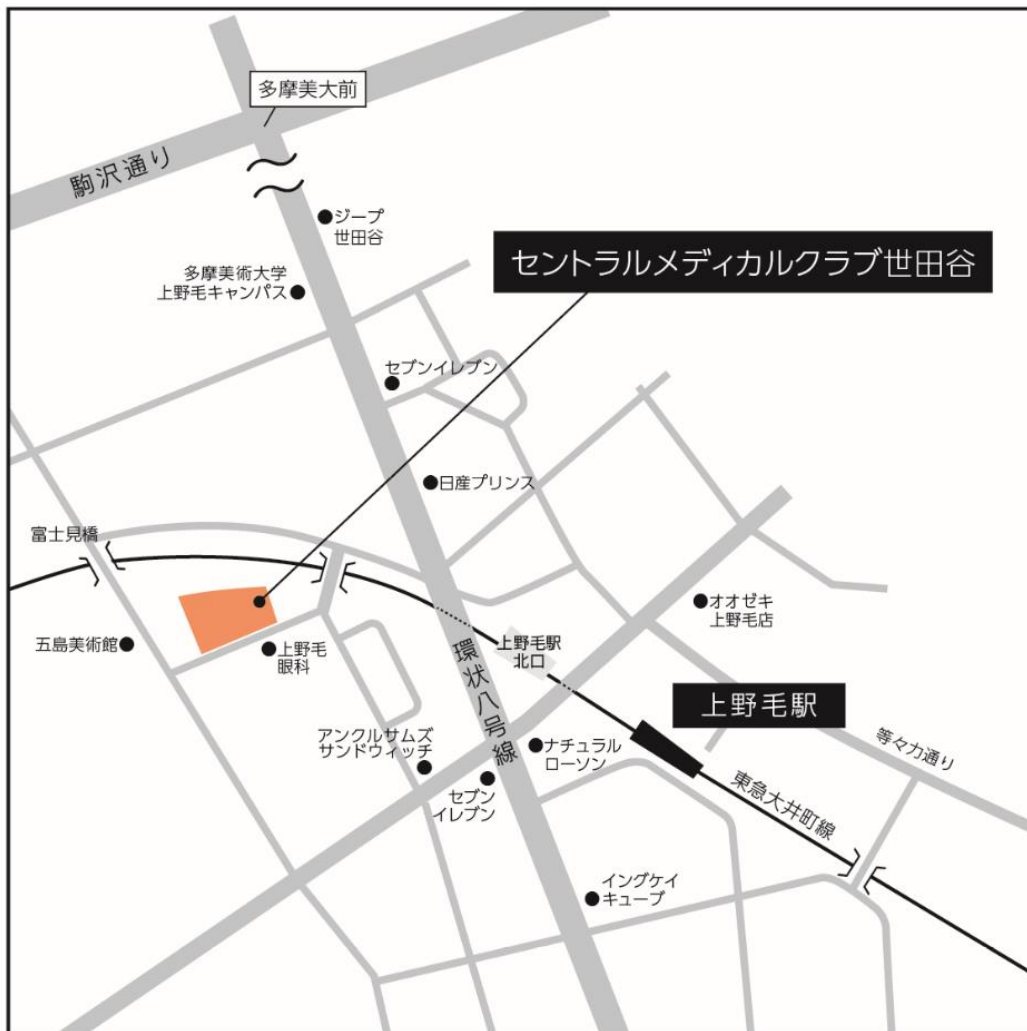 多摩美大前
駒沢通り
ジープ
世田谷
セントラルメディカルクラブ世田谷
多摩美術大学
上野毛キャンパス
セブンイレブン
日産プリンス
富士見橋
オオゼキ
上野毛店
五島美術館
上野毛
眼科
上野毛駅
北口
環状八号線
上野毛駅
アンクルサムズ
サンドウィッチ
ナチュラル
ローソン
等々力通り
セブン
イレブン
東急大井町線
イングケイ
キューブ